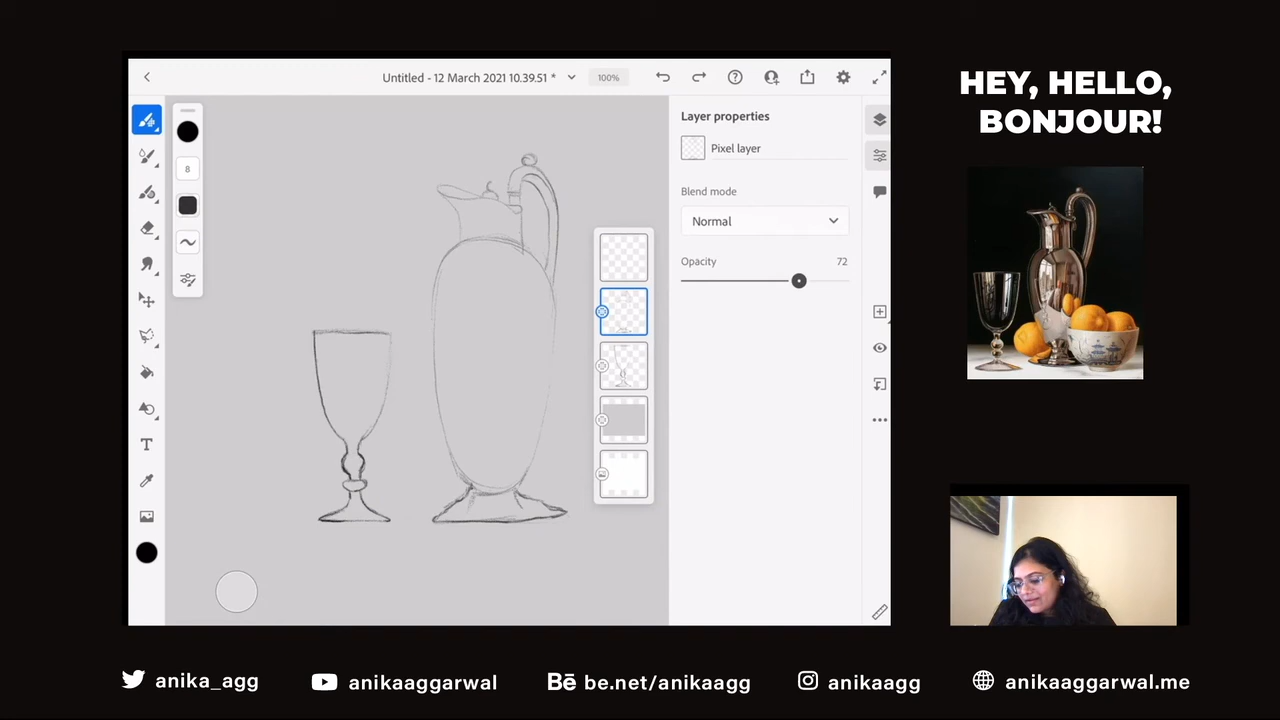 Untitled - 12 March 2021 10.39.51 *
100%
HEY, HELLO,
BONJOUR!
Layer properties
Pixel layer
8
Blend mode
Normal
Opacity
72
T
anika_agg
anikaaggarwal
Bē be.net/anikaagg
anikaagg
anikaaggarwal.me